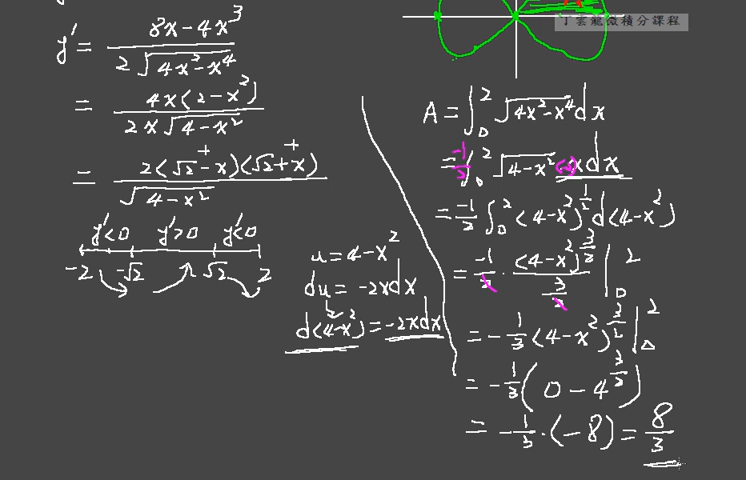 丁雲龍微積分課程
y' = (8x-4x³)/(2√(4x²-x⁴))
= 4x(2-x²)/(2x√(4-x²))
= 2(√2-x)(√2+x)/√(4-x²)
+ +
y'<0 y'>0 y'<0
-2 -√2 √2 2
u = 4-x²
du = -2xdx
d(4-x²) = -2xdx
A = ∫₀² √(4x²-x⁴) dx
= -1/2 ∫₀² √(4-x²) (-2)xdx
= -1/2 ∫₀² (4-x²)^(1/2) d(4-x²)
= -1/2 · (4-x²)^(3/2)/(3/2) |₀²
= -1/3 (4-x²)^(3/2) |₀²
= -1/3 (0-4^(3/2))
= -1/3 · (-8) = 8/3